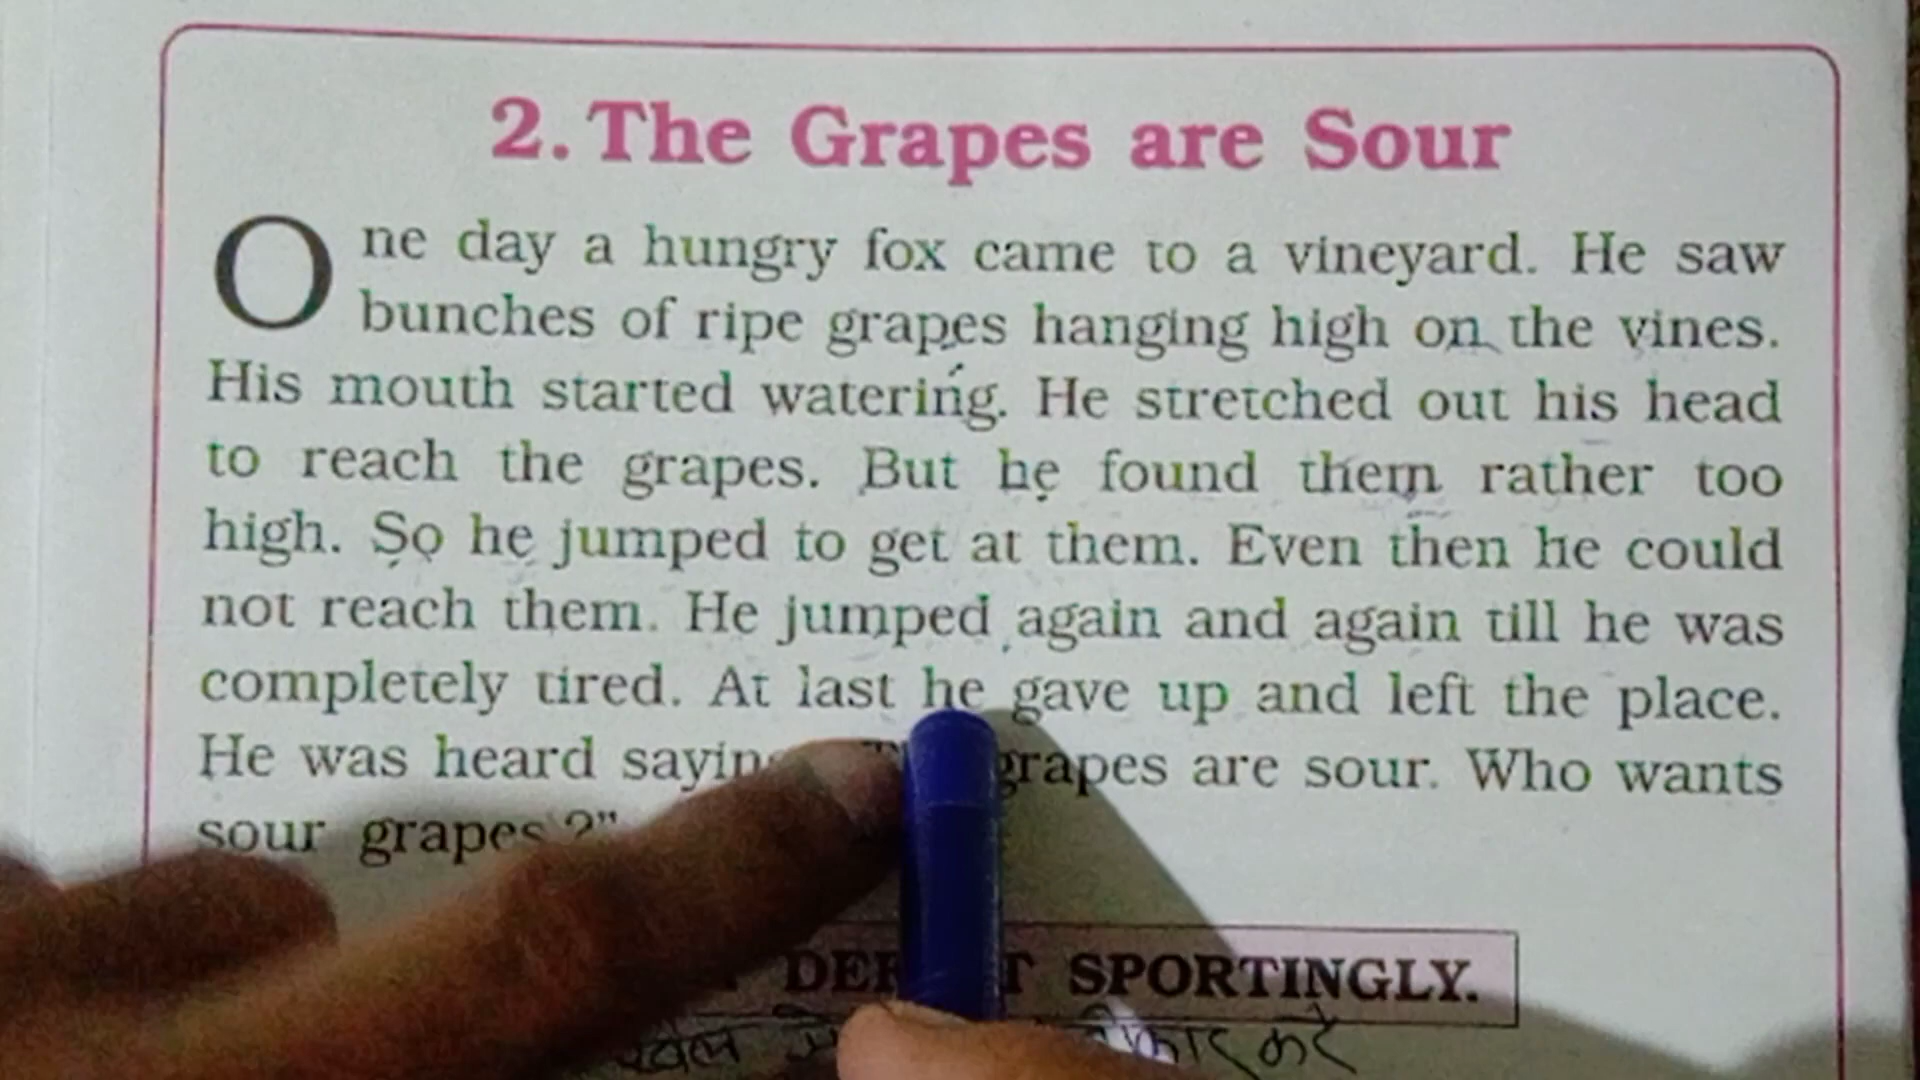 2. The Grapes are Sour
One day a hungry fox came to a vineyard. He saw
bunches of ripe grapes hanging high on the vines.
His mouth started watering. He stretched out his head
to reach the grapes. But he found them rather too
high. So he jumped to get at them. Even then he could
not reach them. He jumped again and again till he was
completely tired. At last he gave up and left the place.
He was heard grapes are sour. Who wants
sour grapes ?"
SPORTINGLY.